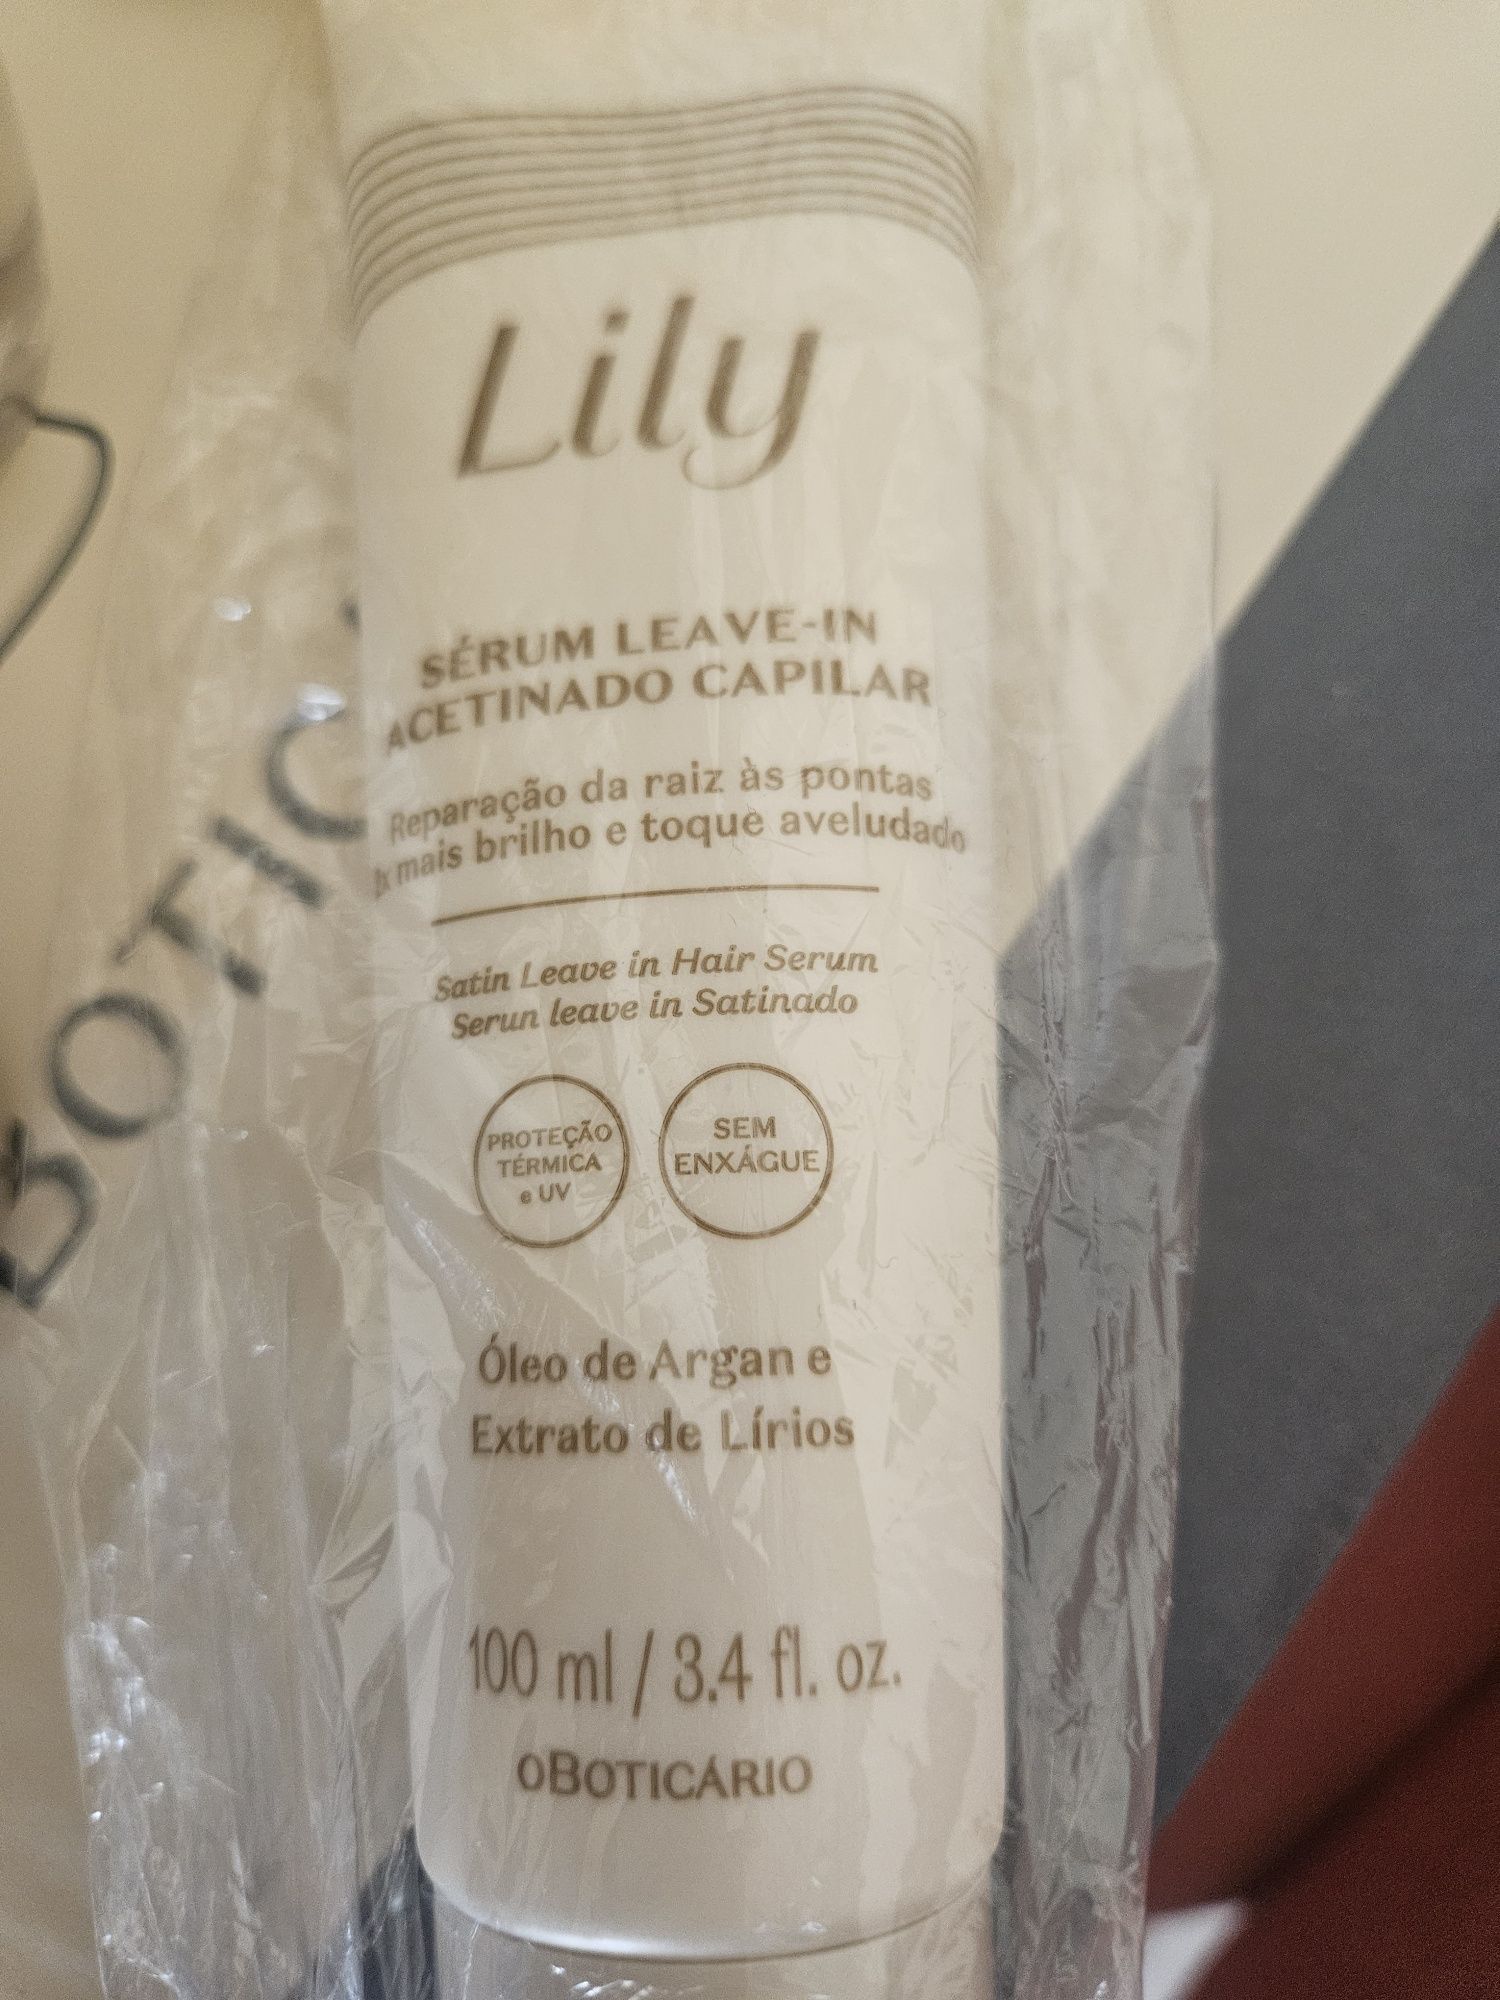 Lily
SÉRUM LEAVE-IN
ACETINADO CAPILAR
Reparação da raiz às pontas
mais brilho e toque aveludado
Satin Leave in Hair Serum
Serun leave in Satinado
PROTEÇÃO
TÉRMICA
e UV
SEM
ENXÁGUE
Óleo de Argan e
Extrato de Lírios
100 ml / 3.4 fl. oz.
oBOTICÁRIO
BOTIC